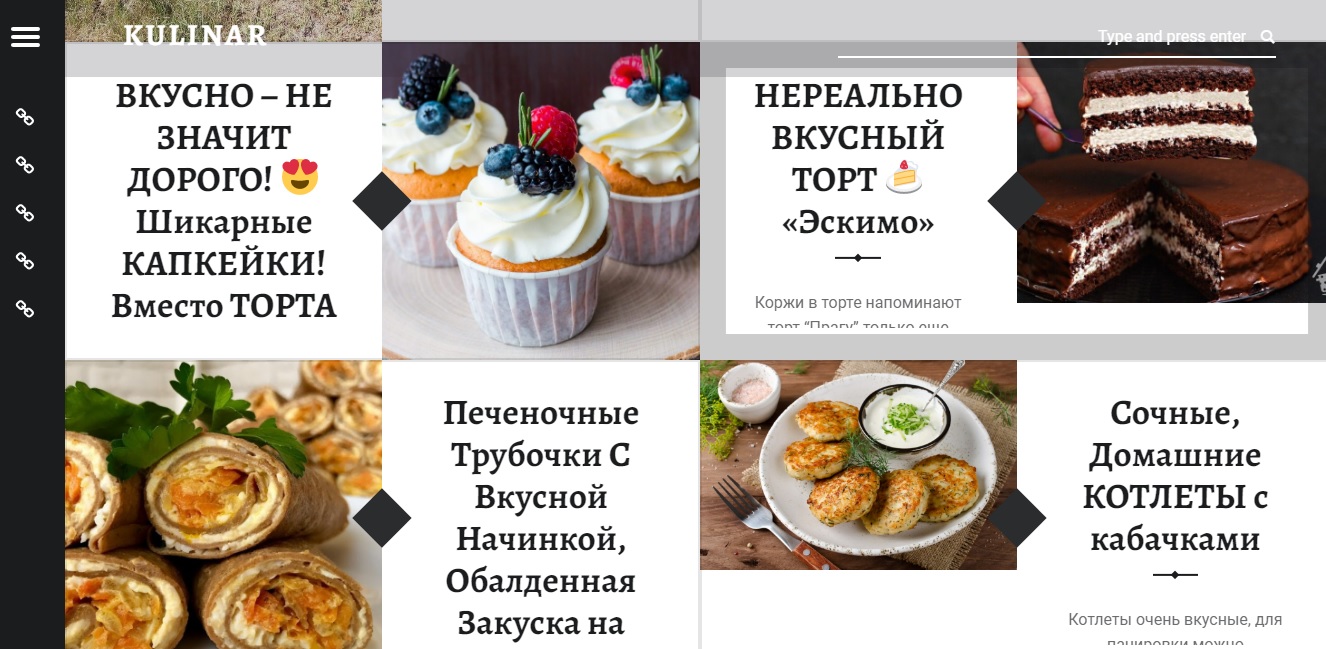 KULINAR
Type and press enter
ВКУСНО – НЕ
ЗНАЧИТ
ДОРОГО! 😍
Шикарные
КАПКЕЙКИ!
Вместо ТОРТА
НЕРЕАЛЬНО
ВКУСНЫЙ
ТОРТ 🍰
«Эскимо»
Коржи в торте напоминают
торт “Прагу” только еще
Печеночные
Трубочки С
Вкусной
Начинкой,
Обалденная
Закуска на
Сочные,
Домашние
КОТЛЕТЫ с
кабачками
Котлеты очень вкусные, для
панировки можно